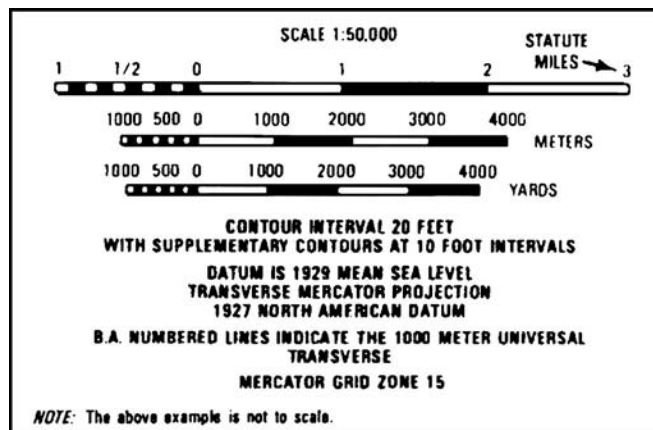 SCALE 1:50,000
STATUTE
MILES
1 1/2 0 1 2 3
1000 500 0 1000 2000 3000 4000
METERS
1000 500 0 1000 2000 3000 4000
YARDS
CONTOUR INTERVAL 20 FEET
WITH SUPPLEMENTARY CONTOURS AT 10 FOOT INTERVALS
DATUM IS 1929 MEAN SEA LEVEL
TRANSVERSE MERCATOR PROJECTION
1927 NORTH AMERICAN DATUM
B.A. NUMBERED LINES INDICATE THE 1000 METER UNIVERSAL
TRANSVERSE
MERCATOR GRID ZONE 15
NOTE: The above example is not to scale.